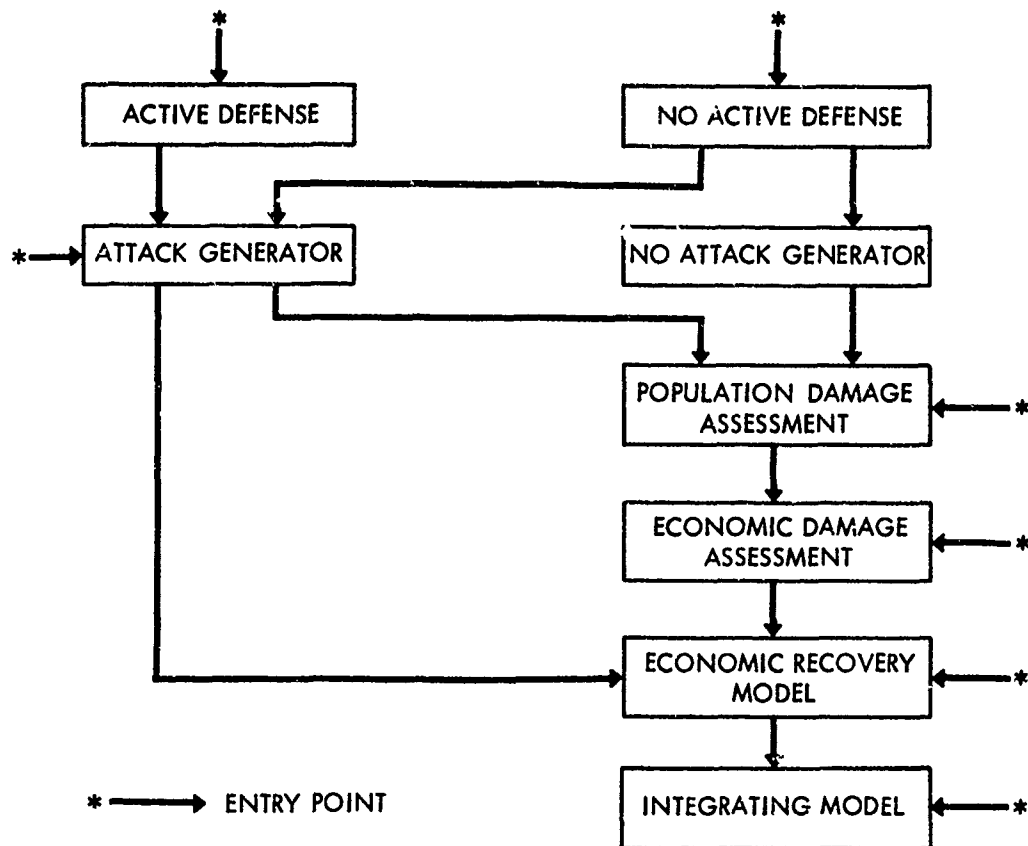 * *
ACTIVE DEFENSE
NO ACTIVE DEFENSE
* ATTACK GENERATOR
NO ATTACK GENERATOR
POPULATION DAMAGE *
ASSESSMENT
ECONOMIC DAMAGE *
ASSESSMENT
ECONOMIC RECOVERY *
MODEL
* ENTRY POINT
INTEGRATING MODEL *